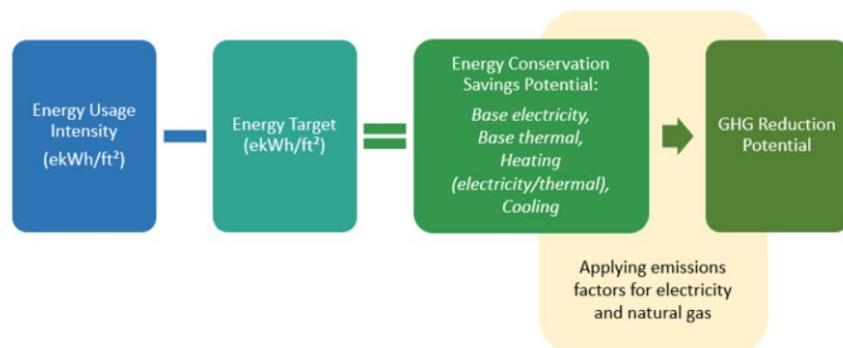 Energy Usage
Intensity
(ekWh/ft²)
Energy Target
(ekWh/ft²)
Energy Conservation
Savings Potential:
Base electricity,
Base thermal,
Heating
(electricity/thermal),
Cooling
GHG Reduction
Potential
Applying emissions
factors for electricity
and natural gas